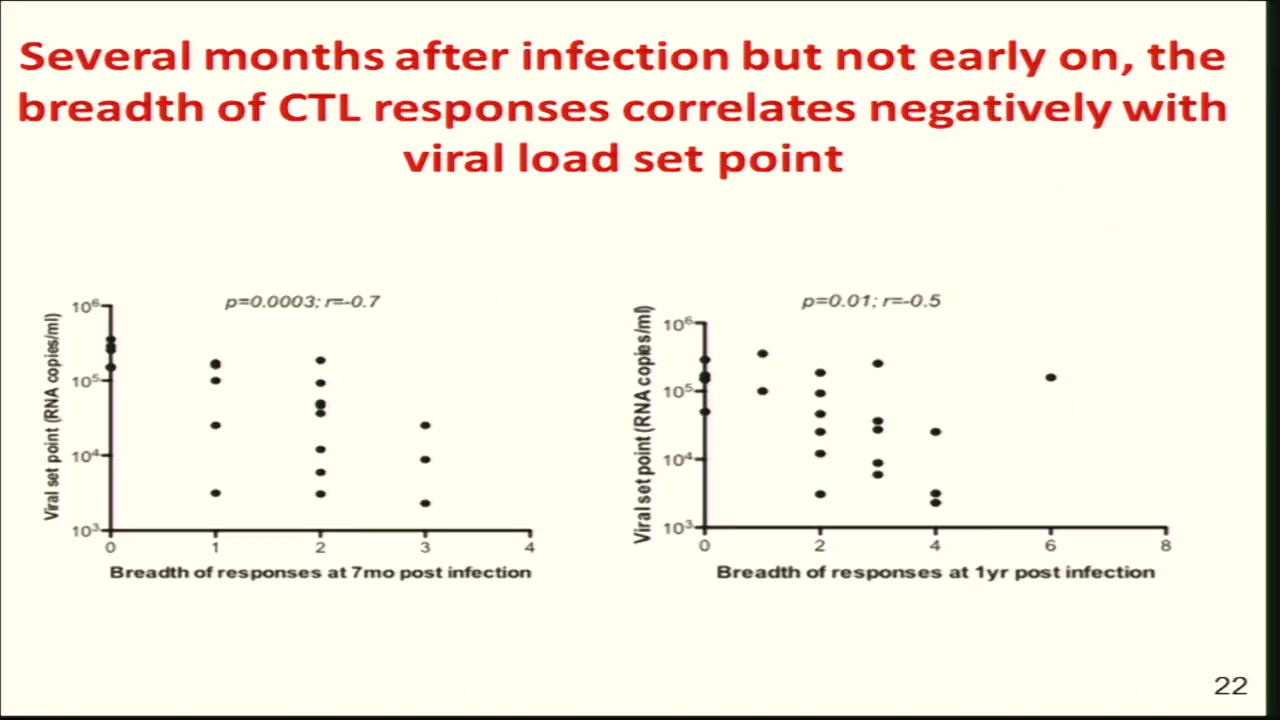 Several months after infection but not early on, the
breadth of CTL responses correlates negatively with
viral load set point
p=0.0003; r=-0.7
Viral set point (RNA copies/ml)
10⁶
10⁵
10⁴
10³
0 1 2 3 4
Breadth of responses at 7mo post infection
p=0.01; r=-0.5
Viral set point (RNA copies/ml)
10⁶
10⁵
10⁴
10³
0 2 4 6 8
Breadth of responses at 1yr post infection
22